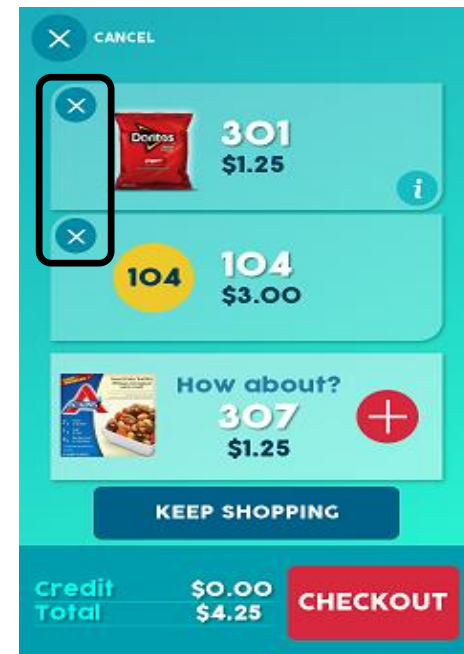 CANCEL
Doritos
301
$1.25
i
104
104
$3.00
How about?
307
$1.25
KEEP SHOPPING
Credit $0.00
Total $4.25
CHECKOUT